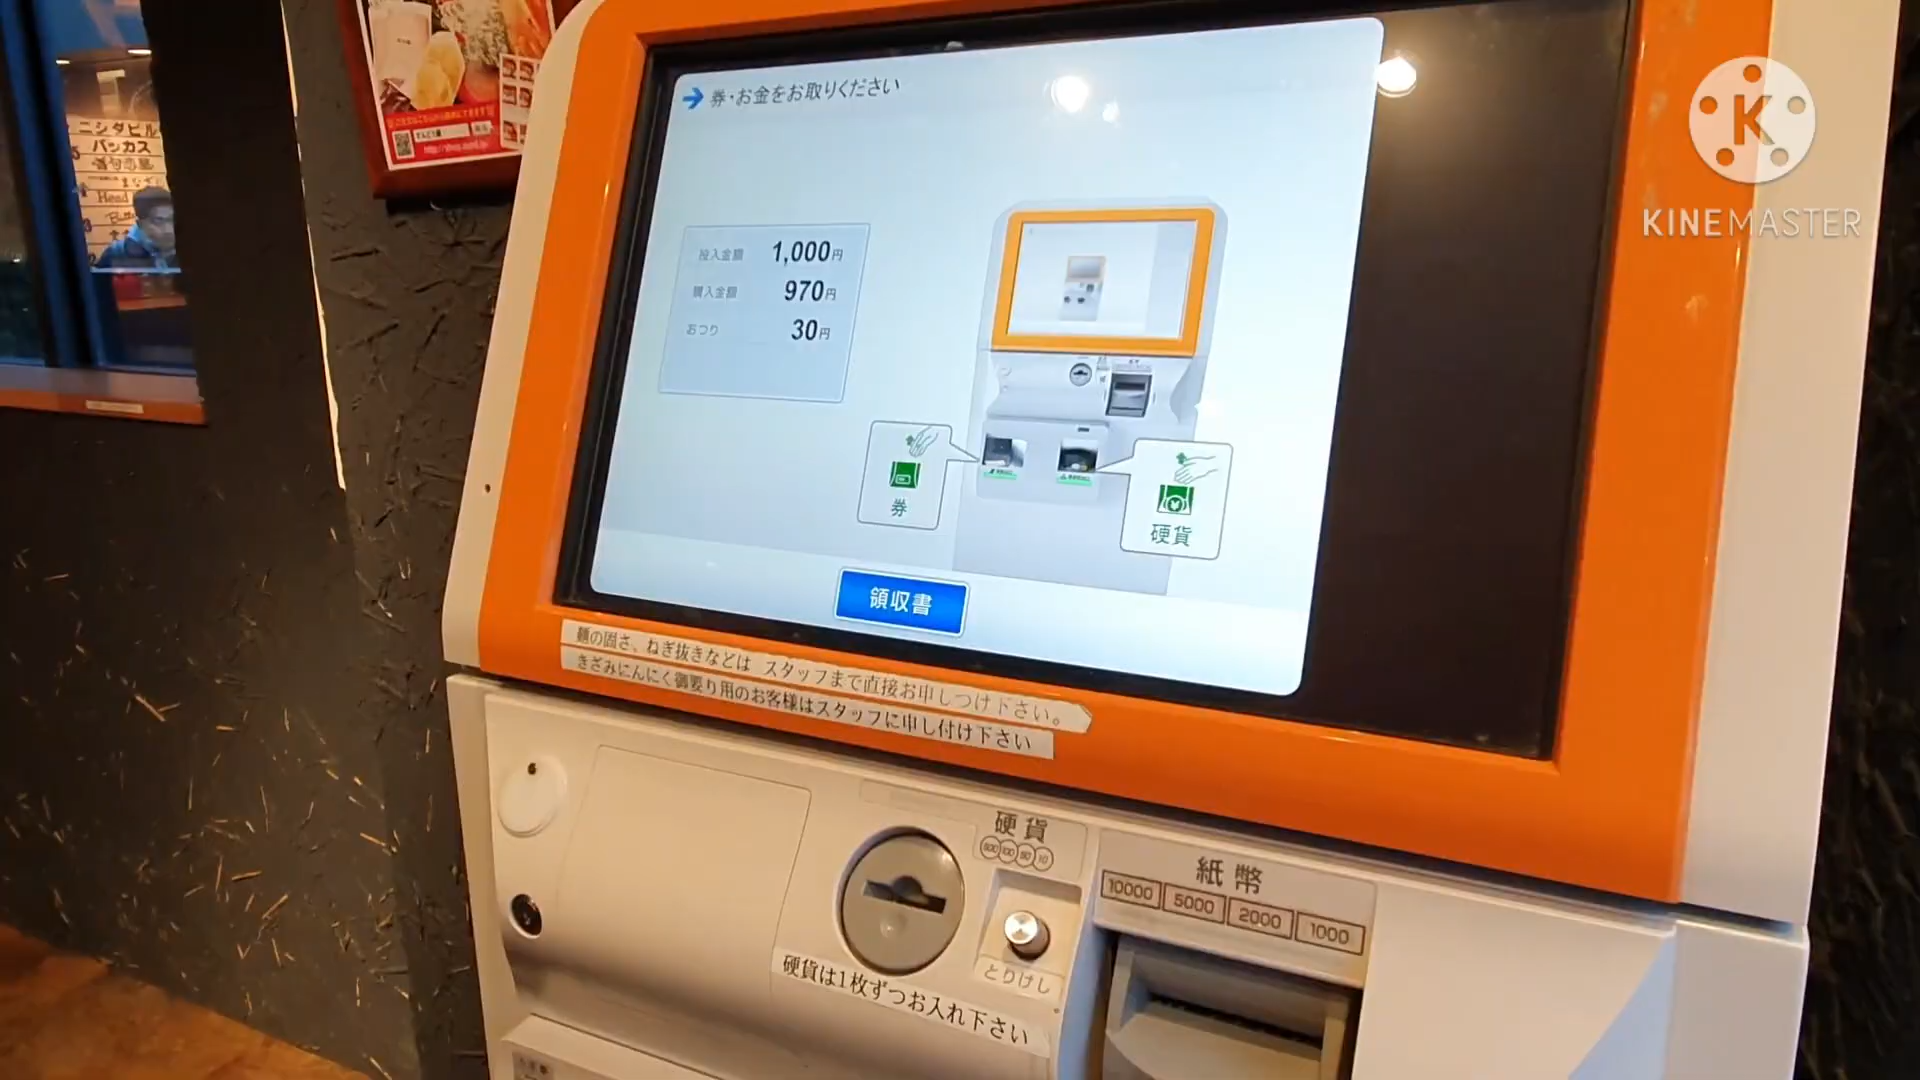 ニシダビル
バッカス
Head
http://shop.
券・お金をお取りください
投入金額 1,000円
購入金額 970円
おつり 30円
券
硬貨
領収書
K
KINEMASTER
麺の固さ、ねぎ抜きなどは スタッフまで直接お申しつけ下さい。
きざみにんにく御要り用のお客様はスタッフに申し付け下さい
硬貨
500 100 50 10
紙幣
10000 5000 2000 1000
とりけし
硬貨は1枚ずつお入れ下さい